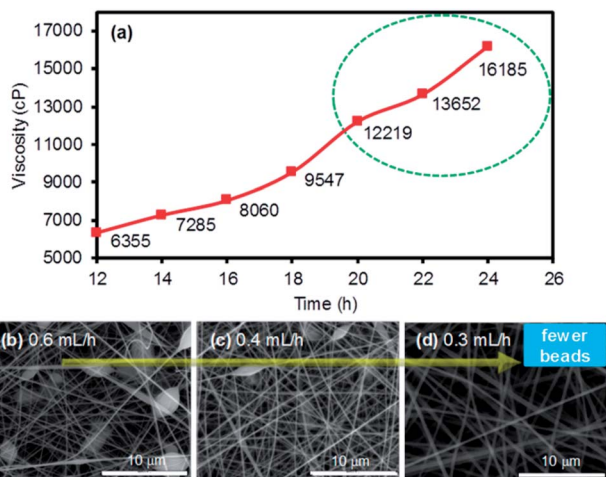 17000
(a)
15000
16185
13000
13652
12219
11000
9000
9547
7000
8060
7285
6355
5000
Viscosity (cP)
12 14 16 18 20 22 24 26
Time (h)
(b) 0.6 mL/h
(c) 0.4 mL/h
(d) 0.3 mL/h
fewer
beads
10 μm
10 μm
10 μm